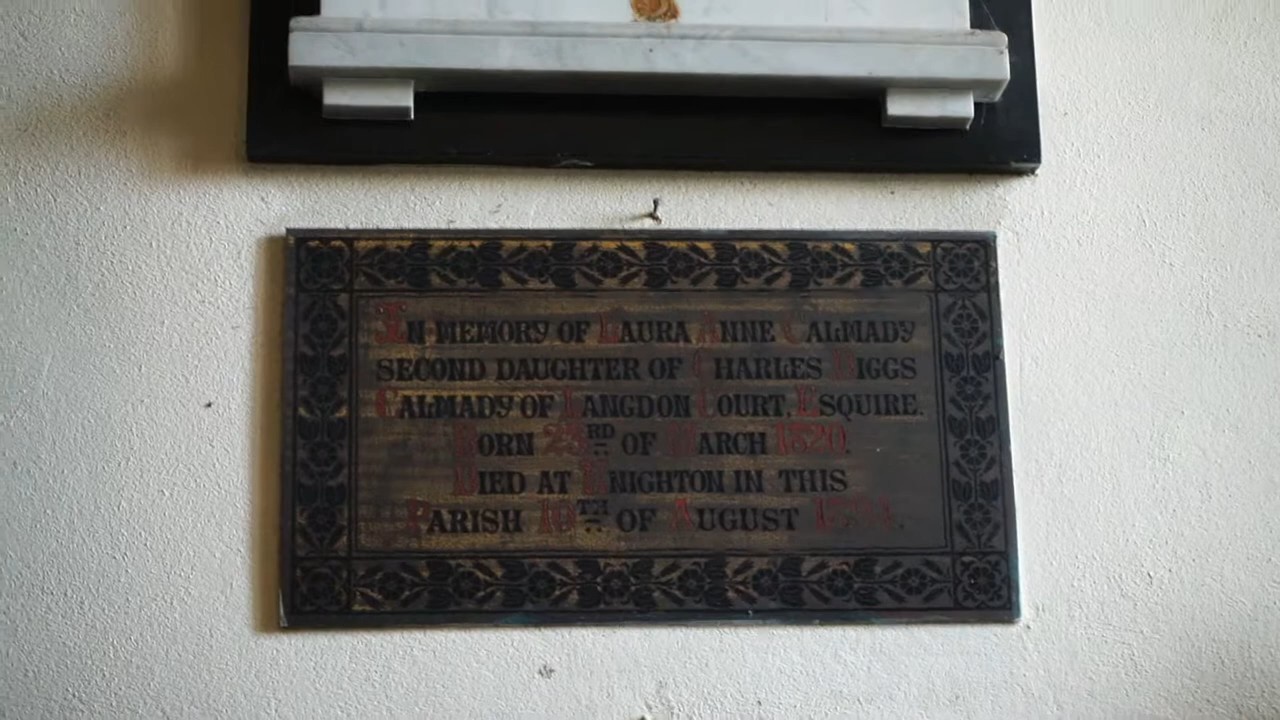 IN MEMORY OF LAURA ANNE CALMADY
SECOND DAUGHTER OF CHARLES BIGGS
CALMADY OF LANGDON COURT, ESQUIRE.
BORN 23RD OF MARCH 1820.
DIED AT KNIGHTON IN THIS
PARISH 10TH OF AUGUST